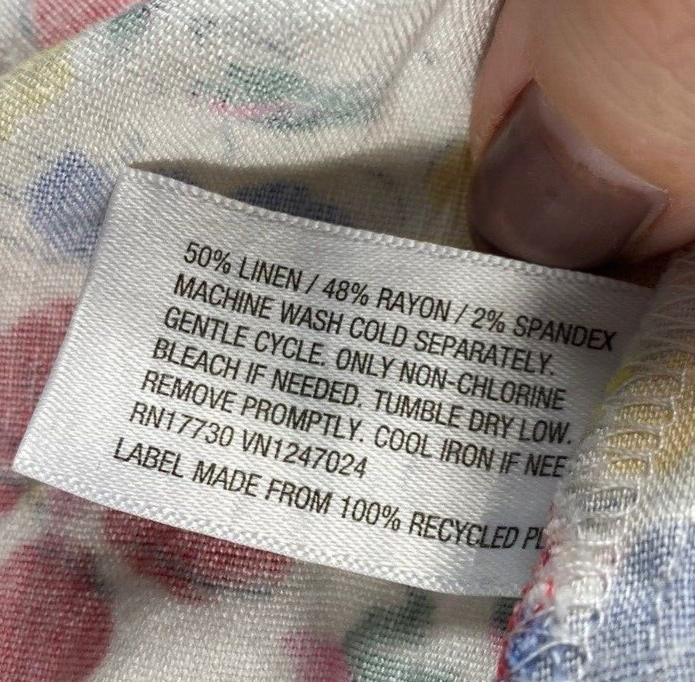 50% LINEN / 48% RAYON / 2% SPANDEX
MACHINE WASH COLD SEPARATELY.
GENTLE CYCLE. ONLY NON-CHLORINE
BLEACH IF NEEDED. TUMBLE DRY LOW.
REMOVE PROMPTLY. COOL IRON IF NEE
RN17730 VN1247024
LABEL MADE FROM 100% RECYCLED PL